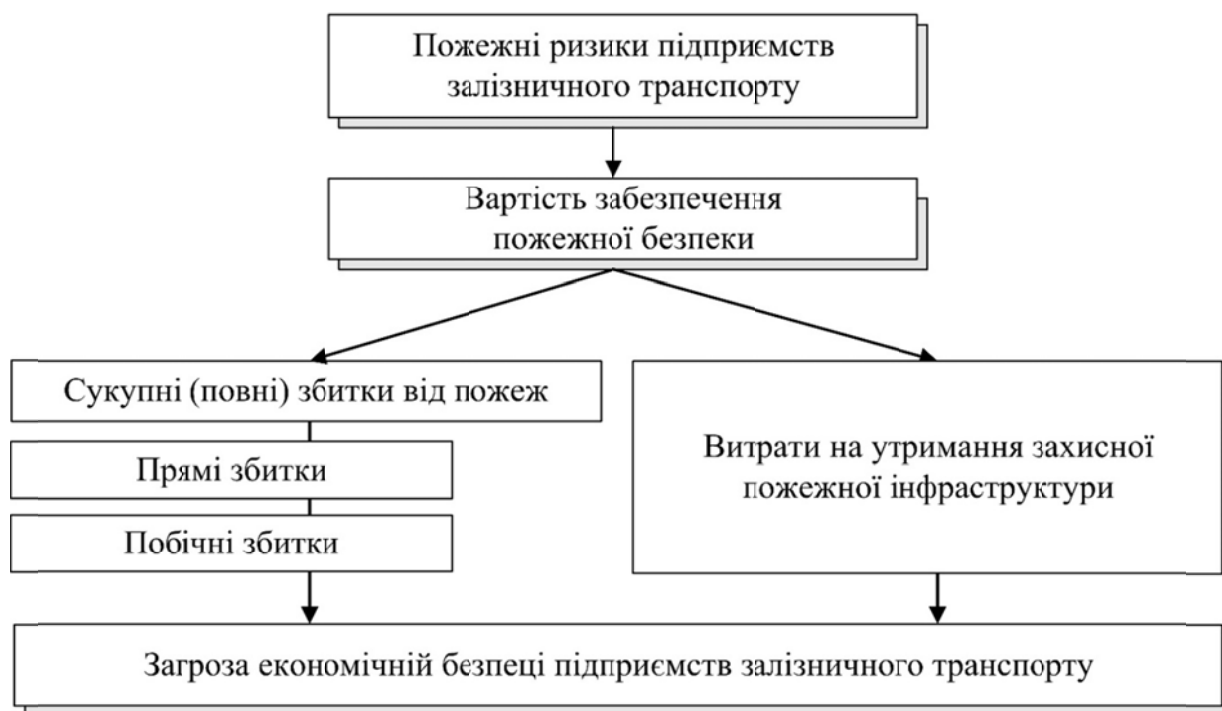 Пожежні ризики підприємств
залізничного транспорту
Вартість забезпечення
пожежної безпеки
Сукупні (повні) збитки від пожеж
Прямі збитки
Побічні збитки
Витрати на утримання захисної
пожежної інфраструктури
Загроза економічній безпеці підприємств залізничного транспорту